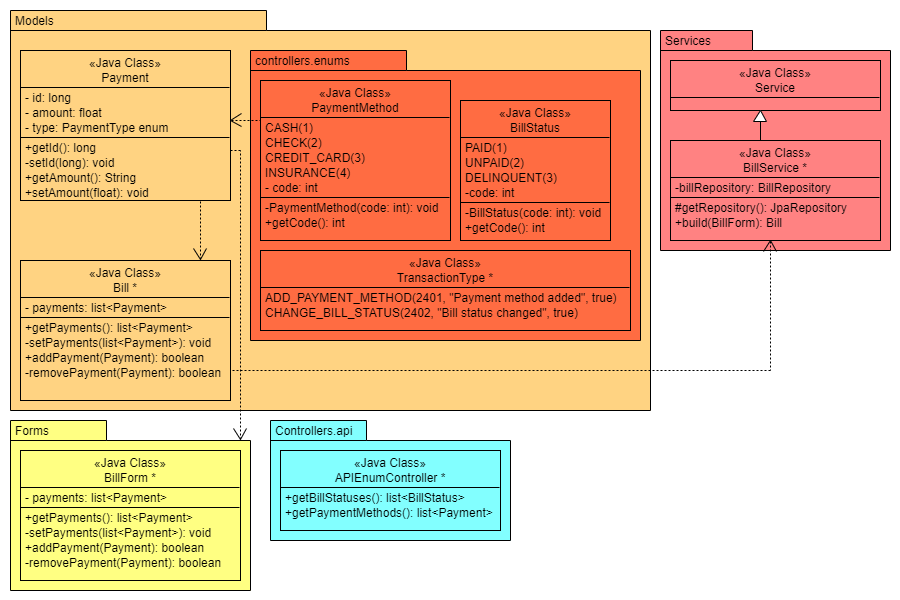 Models
«Java Class»
Payment
- id: long
- amount: float
- type: PaymentType enum
+getId(): long
-setId(long): void
+getAmount(): String
+setAmount(float): void
«Java Class»
Bill *
- payments: list<Payment>
+getPayments(): list<Payment>
-setPayments(list<Payment>): void
+addPayment(Payment): boolean
-removePayment(Payment): boolean
controllers.enums
«Java Class»
PaymentMethod
CASH(1)
CHECK(2)
CREDIT_CARD(3)
INSURANCE(4)
- code: int
-PaymentMethod(code: int): void
+getCode(): int
«Java Class»
BillStatus
PAID(1)
UNPAID(2)
DELINQUENT(3)
-code: int
-BillStatus(code: int): void
+getCode(): int
«Java Class»
TransactionType *
ADD_PAYMENT_METHOD(2401, "Payment method added", true)
CHANGE_BILL_STATUS(2402, "Bill status changed", true)
Services
«Java Class»
Service
«Java Class»
BillService *
-billRepository: BillRepository
#getRepository(): JpaRepository
+build(BillForm): Bill
Forms
«Java Class»
BillForm *
- payments: list<Payment>
+getPayments(): list<Payment>
-setPayments(list<Payment>): void
+addPayment(Payment): boolean
-removePayment(Payment): boolean
Controllers.api
«Java Class»
APIEnumController *
+getBillStatuses(): list<BillStatus>
+getPaymentMethods(): list<Payment>